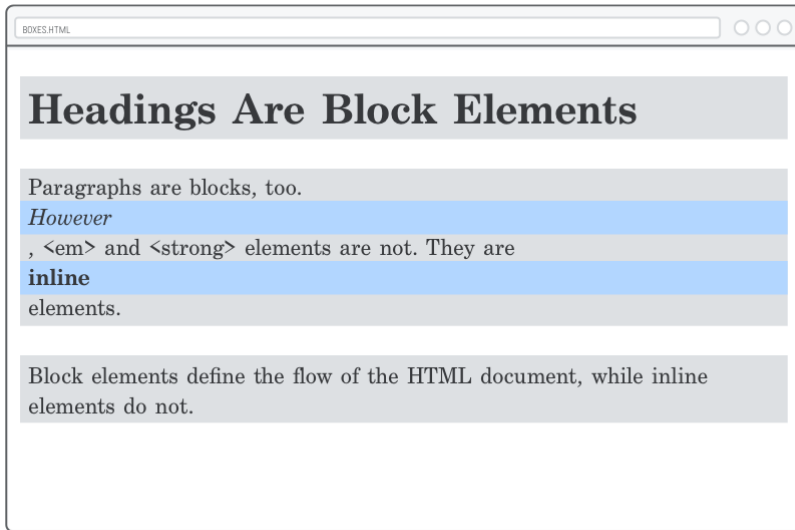 BOXES.HTML
Headings Are Block Elements
Paragraphs are blocks, too.
However
, <em> and <strong> elements are not. They are
inline
elements.
Block elements define the flow of the HTML document, while inline
elements do not.